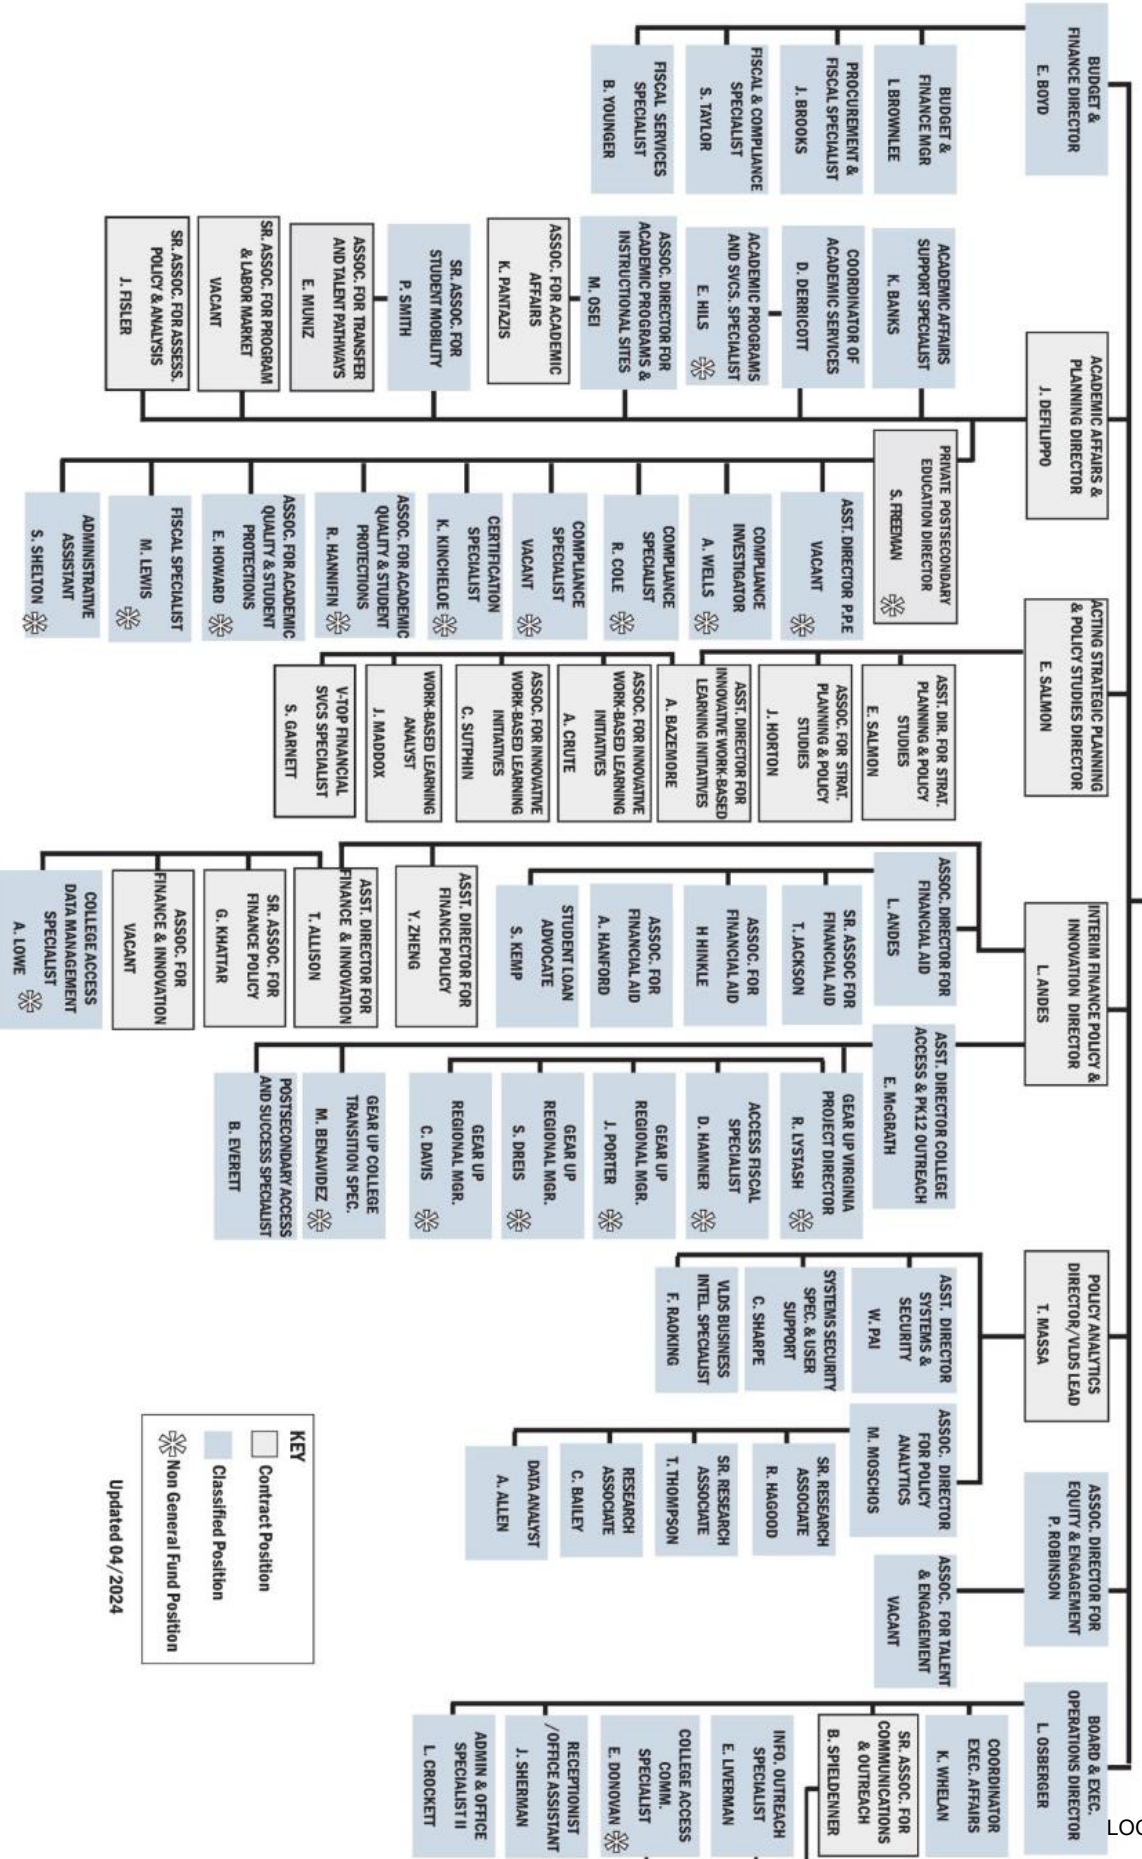 BUDGET &
FINANCE DIRECTOR
E. BOYD
BUDGET &
FINANCE MGR
I. BROWNLEE
PROCUREMENT &
FISCAL SPECIALIST
J. BROOKS
FISCAL & COMPLIANCE
SPECIALIST
S. TAYLOR
FISCAL SERVICES
SPECIALIST
B. YOUNGER
ACADEMIC AFFAIRS &
PLANNING DIRECTOR
J. DEFILIPPO
ACADEMIC AFFAIRS
SUPPORT SPECIALIST
K. BANKS
COORDINATOR OF
ACADEMIC SERVICES
D. DERRICOTT
ACADEMIC PROGRAMS
AND SVCS. SPECIALIST
E. HILS
ASSOC. DIRECTOR FOR
ACADEMIC PROGRAMS &
INSTRUCTIONAL SITES
M. OSEI
ASSOC. FOR ACADEMIC
AFFAIRS
K. PANTAZIS
SR. ASSOC. FOR
STUDENT MOBILITY
P. SMITH
ASSOC. FOR TRANSFER
AND TALENT PATHWAYS
E. MUNIZ
SR. ASSOC. FOR PROGRAM
& LABOR MARKET
VACANT
SR. ASSOC. FOR ASSESS.
POLICY & ANALYSIS
J. FISLER
PRIVATE POSTSECONDARY
EDUCATION DIRECTOR
S. FREEMAN
ASST. DIRECTOR P.P.E
VACANT
COMPLIANCE
INVESTIGATOR
A. WELLS
COMPLIANCE
SPECIALIST
R. COLE
COMPLIANCE
SPECIALIST
VACANT
CERTIFICATION
SPECIALIST
K. KINCHELOE
ASSOC. FOR ACADEMIC
QUALITY & STUDENT
PROTECTIONS
R. HANNIFIN
ASSOC. FOR ACADEMIC
QUALITY & STUDENT
PROTECTIONS
E. HOWARD
FISCAL SPECIALIST
M. LEWIS
ADMINISTRATIVE
ASSISTANT
S. SHELTON
ACTING STRATEGIC PLANNING
& POLICY STUDIES DIRECTOR
E. SALMON
ASST. DIR. FOR STRAT.
PLANNING & POLICY
STUDIES
E. SALMON
ASSOC. FOR STRAT.
PLANNING & POLICY
STUDIES
J. HORTON
ASST. DIRECTOR FOR
INNOVATIVE WORK-BASED
LEARNING INITIATIVES
A. BAZEMORE
ASSOC. FOR INNOVATIVE
WORK-BASED LEARNING
INITIATIVES
A. CRUTE
ASSOC. FOR INNOVATIVE
WORK-BASED LEARNING
INITIATIVES
C. SUTPHIN
WORK-BASED LEARNING
ANALYST
J. MADDOX
V-TOP FINANCIAL
SVCS SPECIALIST
S. GARNETT
INTERIM FINANCE POLICY &
INNOVATION DIRECTOR
L. ANDES
ASSOC. DIRECTOR FOR
FINANCIAL AID
L. ANDES
SR. ASSOC FOR
FINANCIAL AID
T. JACKSON
ASSOC. FOR
FINANCIAL AID
H HINKLE
ASSOC. FOR
FINANCIAL AID
A. HANFORD
STUDENT LOAN
ADVOCATE
S. KEMP
ASST. DIRECTOR FOR
FINANCE POLICY
Y. ZHENG
ASST. DIRECTOR FOR
FINANCE & INNOVATION
T. ALLISON
SR. ASSOC. FOR
FINANCE POLICY
G. KHATTAR
ASSOC. FOR
FINANCE & INNOVATION
VACANT
COLLEGE ACCESS
DATA MANAGEMENT
SPECIALIST
A. LOWE
ASST. DIRECTOR COLLEGE
ACCESS & PK12 OUTREACH
E. McGRATH
GEAR UP VIRGINIA
PROJECT DIRECTOR
R. LYSTASH
ACCESS FISCAL
SPECIALIST
D. HAMNER
GEAR UP
REGIONAL MGR.
J. PORTER
GEAR UP
REGIONAL MGR.
S. DREIS
GEAR UP
REGIONAL MGR.
C. DAVIS
GEAR UP COLLEGE
TRANSITION SPEC.
M. BENAVIDEZ
POSTSECONDARY ACCESS
AND SUCCESS SPECIALIST
B. EVERETT
POLICY ANALYTICS
DIRECTOR/VLDS LEAD
T. MASSA
ASST. DIRECTOR
SYSTEMS &
SECURITY
W. PAI
SYSTEMS SECURITY
SPEC. & USER
SUPPORT
C. SHARPE
VLDS BUSINESS
INTEL. SPECIALIST
F. RAOKING
ASSOC. DIRECTOR
FOR POLICY
ANALYTICS
M. MOSCHOS
SR. RESEARCH
ASSOCIATE
R. HAGOOD
SR. RESEARCH
ASSOCIATE
T. THOMPSON
RESEARCH
ASSOCIATE
C. BAILEY
DATA ANALYST
A. ALLEN
ASSOC. DIRECTOR FOR
EQUITY & ENGAGEMENT
P. ROBINSON
ASSOC. FOR TALENT
& ENGAGEMENT
VACANT
BOARD & EXEC.
OPERATIONS DIRECTOR
L. OSBERGER
COORDINATOR
EXEC. AFFAIRS
K. WHELAN
SR. ASSOC. FOR
COMMUNICATIONS
& OUTREACH
B. SPIELDENNER
INFO. OUTREACH
SPECIALIST
E. LIVERMAN
COLLEGE ACCESS
COMM.
SPECIALIST
E. DONOVAN
RECEPTIONIST
/OFFICE ASSISTANT
J. SHERMAN
ADMIN & OFFICE
SPECIALIST II
L. CROCKETT
KEY
Contract Position
Classified Position
Non General Fund Position
Updated 04/2024